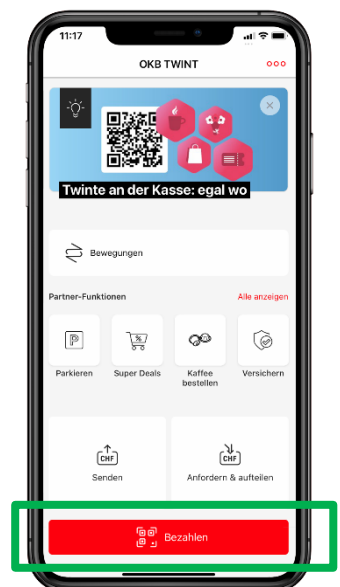 11:17
OKB TWINT
Twinte an der Kasse: egal wo
Bewegungen
Partner-Funktionen
Alle anzeigen
P
%
Parkieren
Super Deals
Kaffee
bestellen
Versichern
CHF
CHF
Senden
Anfordern & aufteilen
Bezahlen